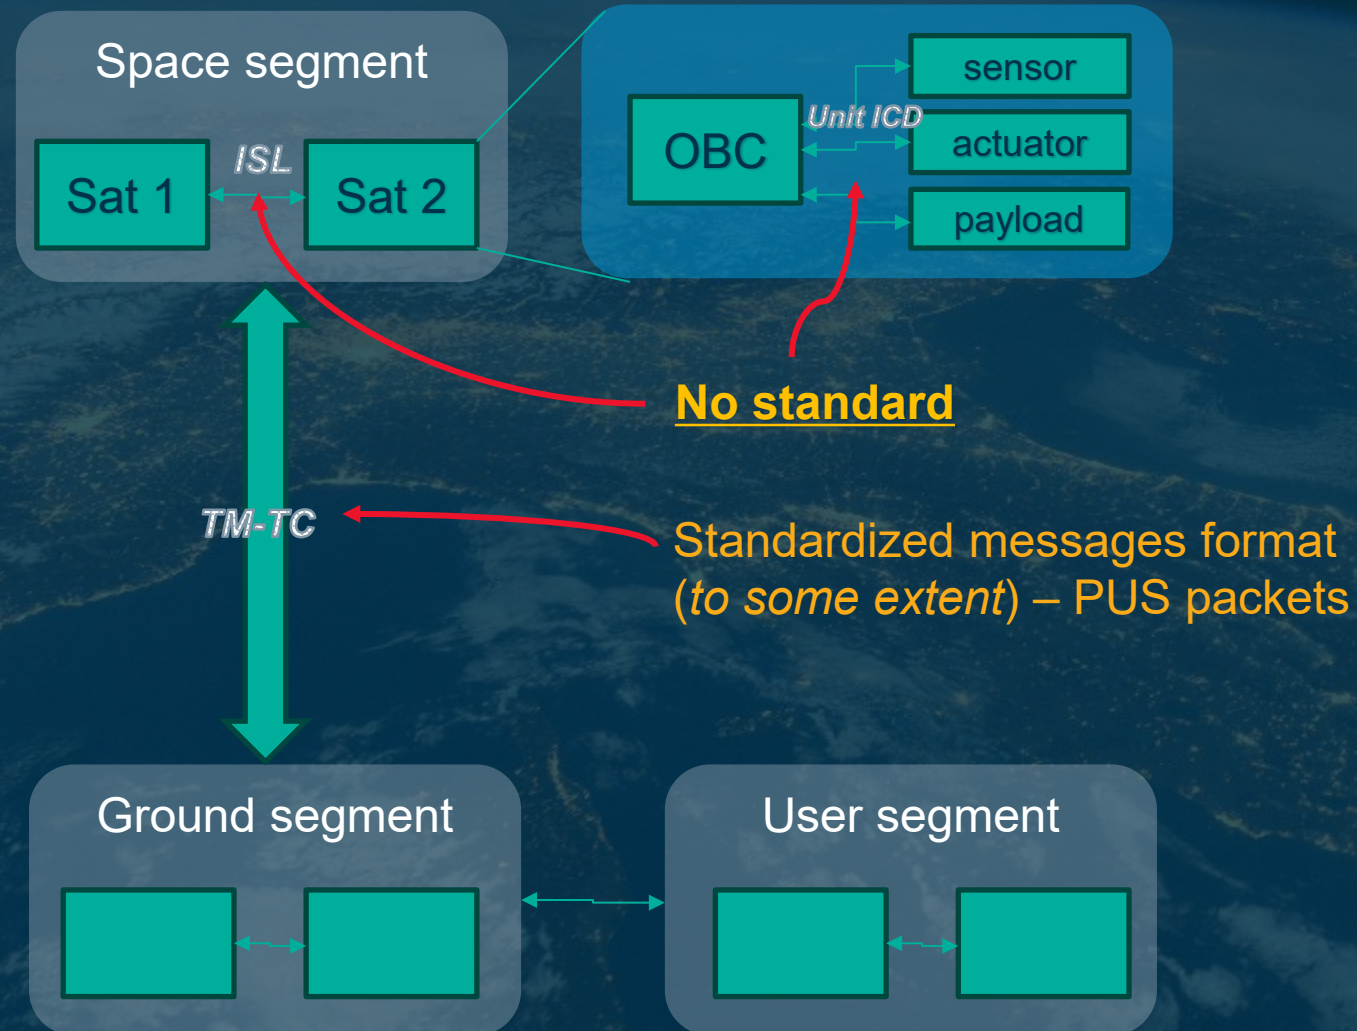 Space segment
Sat 1
ISL
Sat 2
OBC
Unit ICD
sensor
actuator
payload
No standard
TM-TC
Standardized messages format
(to some extent) – PUS packets
Ground segment
User segment